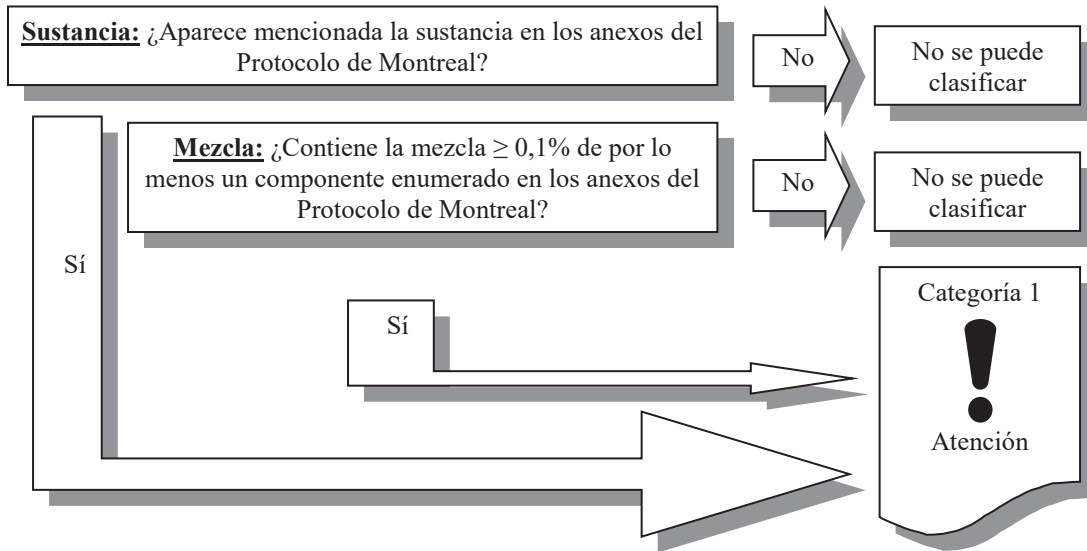 Sustancia: ¿Aparece mencionada la sustancia en los anexos del
Protocolo de Montreal?
No
No se puede
clasificar
Mezcla: ¿Contiene la mezcla ≥ 0,1% de por lo
menos un componente enumerado en los anexos del
Protocolo de Montreal?
No
No se puede
clasificar
Sí
Sí
Categoría 1
!
Atención